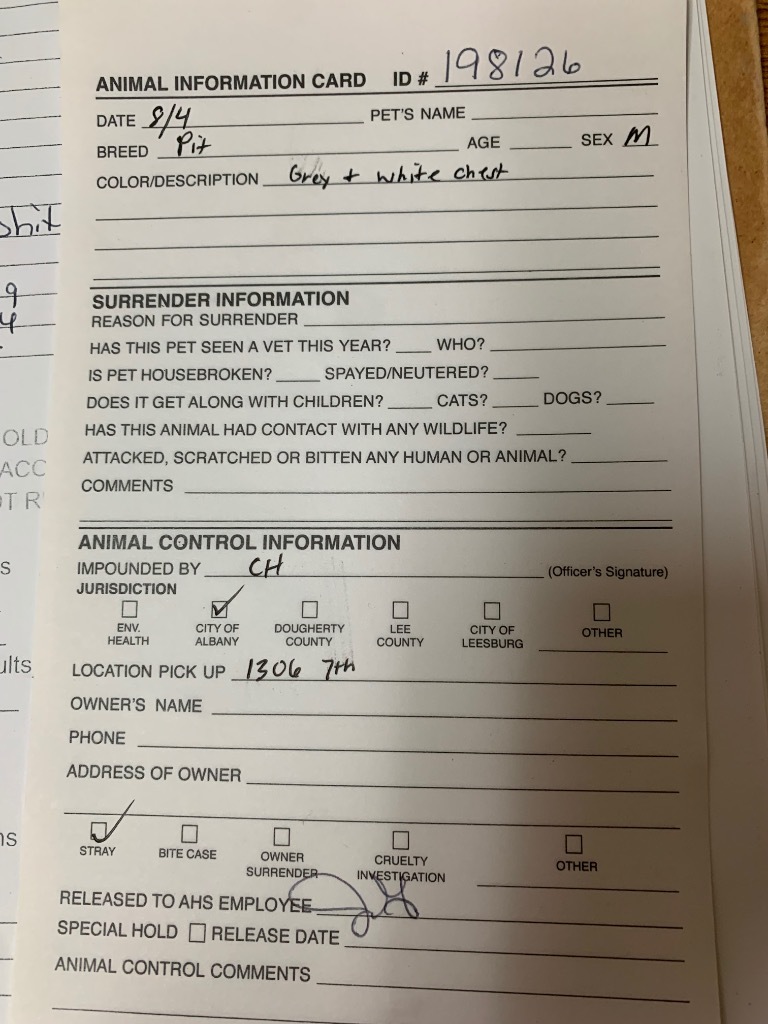 ANIMAL INFORMATION CARD ID # 198126
DATE 8/4 PET'S NAME
BREED Pit AGE SEX M
COLOR/DESCRIPTION Grey + white chest
SURRENDER INFORMATION
REASON FOR SURRENDER
HAS THIS PET SEEN A VET THIS YEAR? WHO?
IS PET HOUSEBROKEN? SPAYED/NEUTERED?
DOES IT GET ALONG WITH CHILDREN? CATS? DOGS?
HAS THIS ANIMAL HAD CONTACT WITH ANY WILDLIFE?
ATTACKED, SCRATCHED OR BITTEN ANY HUMAN OR ANIMAL?
COMMENTS
ANIMAL CONTROL INFORMATION
IMPOUNDED BY CH (Officer's Signature)
JURISDICTION
ENV. HEALTH CITY OF ALBANY DOUGHERTY COUNTY LEE COUNTY CITY OF LEESBURG OTHER
LOCATION PICK UP 1306 7th
OWNER'S NAME
PHONE
ADDRESS OF OWNER
STRAY BITE CASE OWNER SURRENDER CRUELTY INVESTIGATION OTHER
RELEASED TO AHS EMPLOYEE
SPECIAL HOLD RELEASE DATE
ANIMAL CONTROL COMMENTS